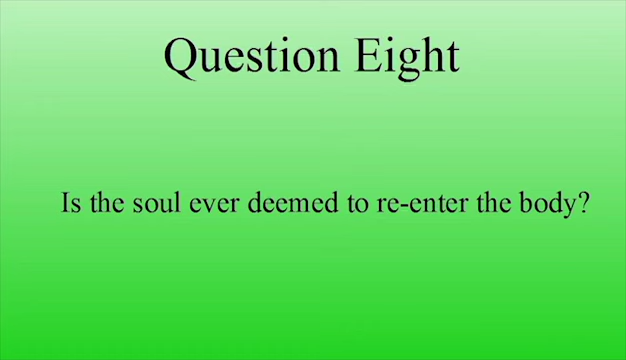 Question Eight
Is the soul ever deemed to re-enter the body?